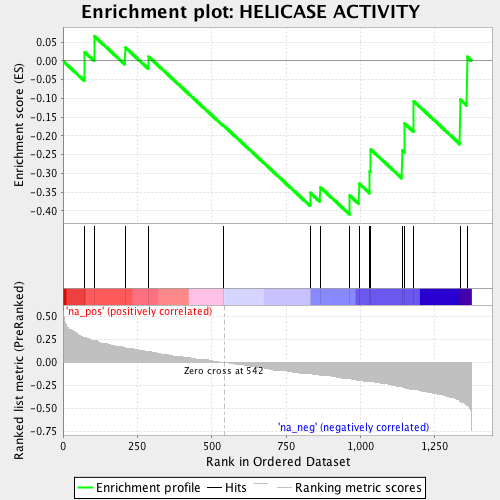 Enrichment plot: HELICASE ACTIVITY
Enrichment score (ES)
0.05
0.00
-0.05
-0.10
-0.15
-0.20
-0.25
-0.30
-0.35
-0.40
'na_pos' (positively correlated)
Ranked list metric (PreRanked)
0.50
0.25
0.00
-0.25
-0.50
-0.75
Zero cross at 542
'na_neg' (negatively correlated)
0 250 500 750 1,000 1,250
Rank in Ordered Dataset
Enrichment profile Hits Ranking metric scores